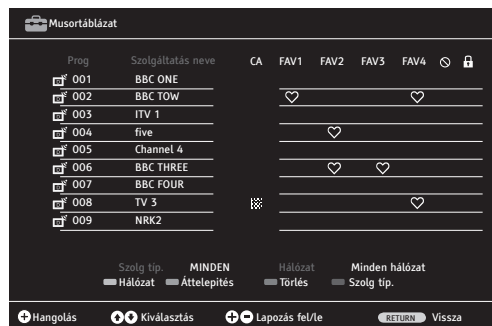 Musortáblázat
Prog Szolgáltatás neve CA FAV1 FAV2 FAV3 FAV4
001 BBC ONE
002 BBC TOW
003 ITV 1
004 five
005 Channel 4
006 BBC THREE
007 BBC FOUR
008 TV 3
009 NRK2
Szolg típ. MINDEN Hálózat Minden hálózat
Hálózat Áttelepités Törlés Szolg típ.
Hangolás Kiválasztás Lapozás fel/le RETURN Vissza